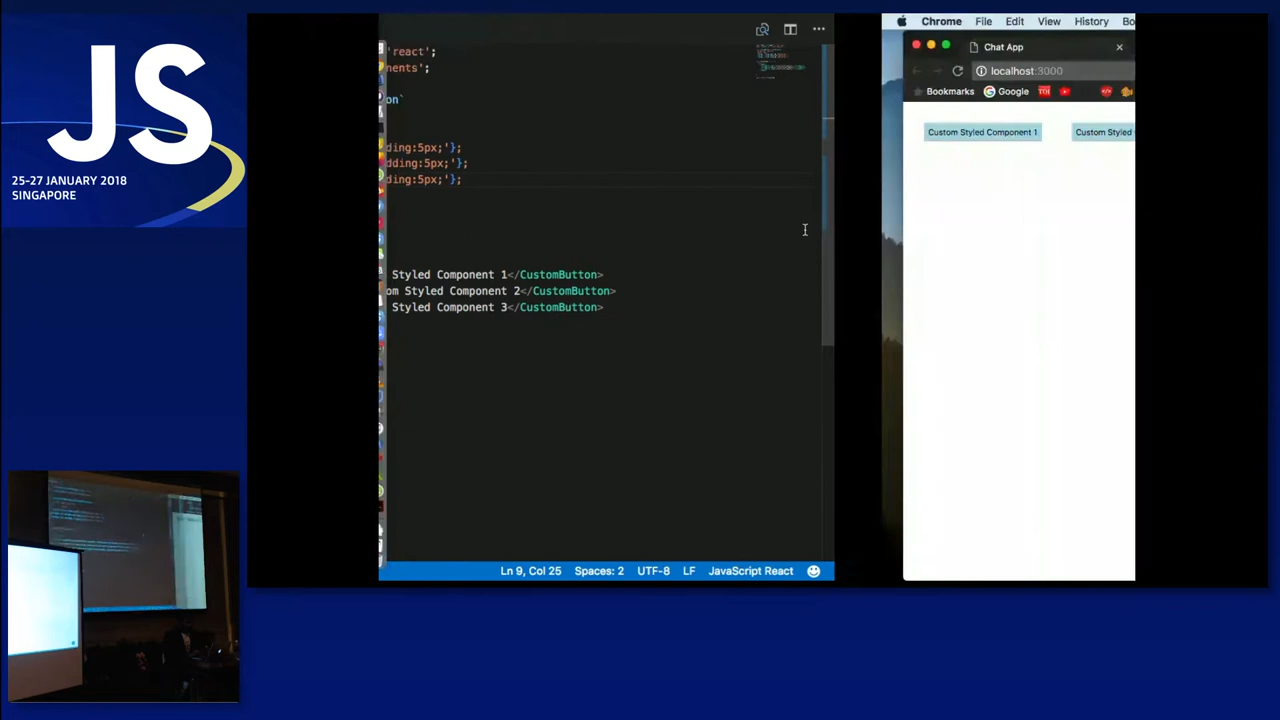 JS
25-27 JANUARY 2018
SINGAPORE
'react';
nents';
on`
ding:5px;'};
dding:5px;'};
ding:5px;'};
Styled Component 1</CustomButton>
om Styled Component 2</CustomButton>
Styled Component 3</CustomButton>
Ln 9, Col 25 Spaces: 2 UTF-8 LF JavaScript React
Chrome File Edit View History Bo
Chat App
localhost:3000
Bookmarks Google TOI
Custom Styled Component 1 Custom Styled